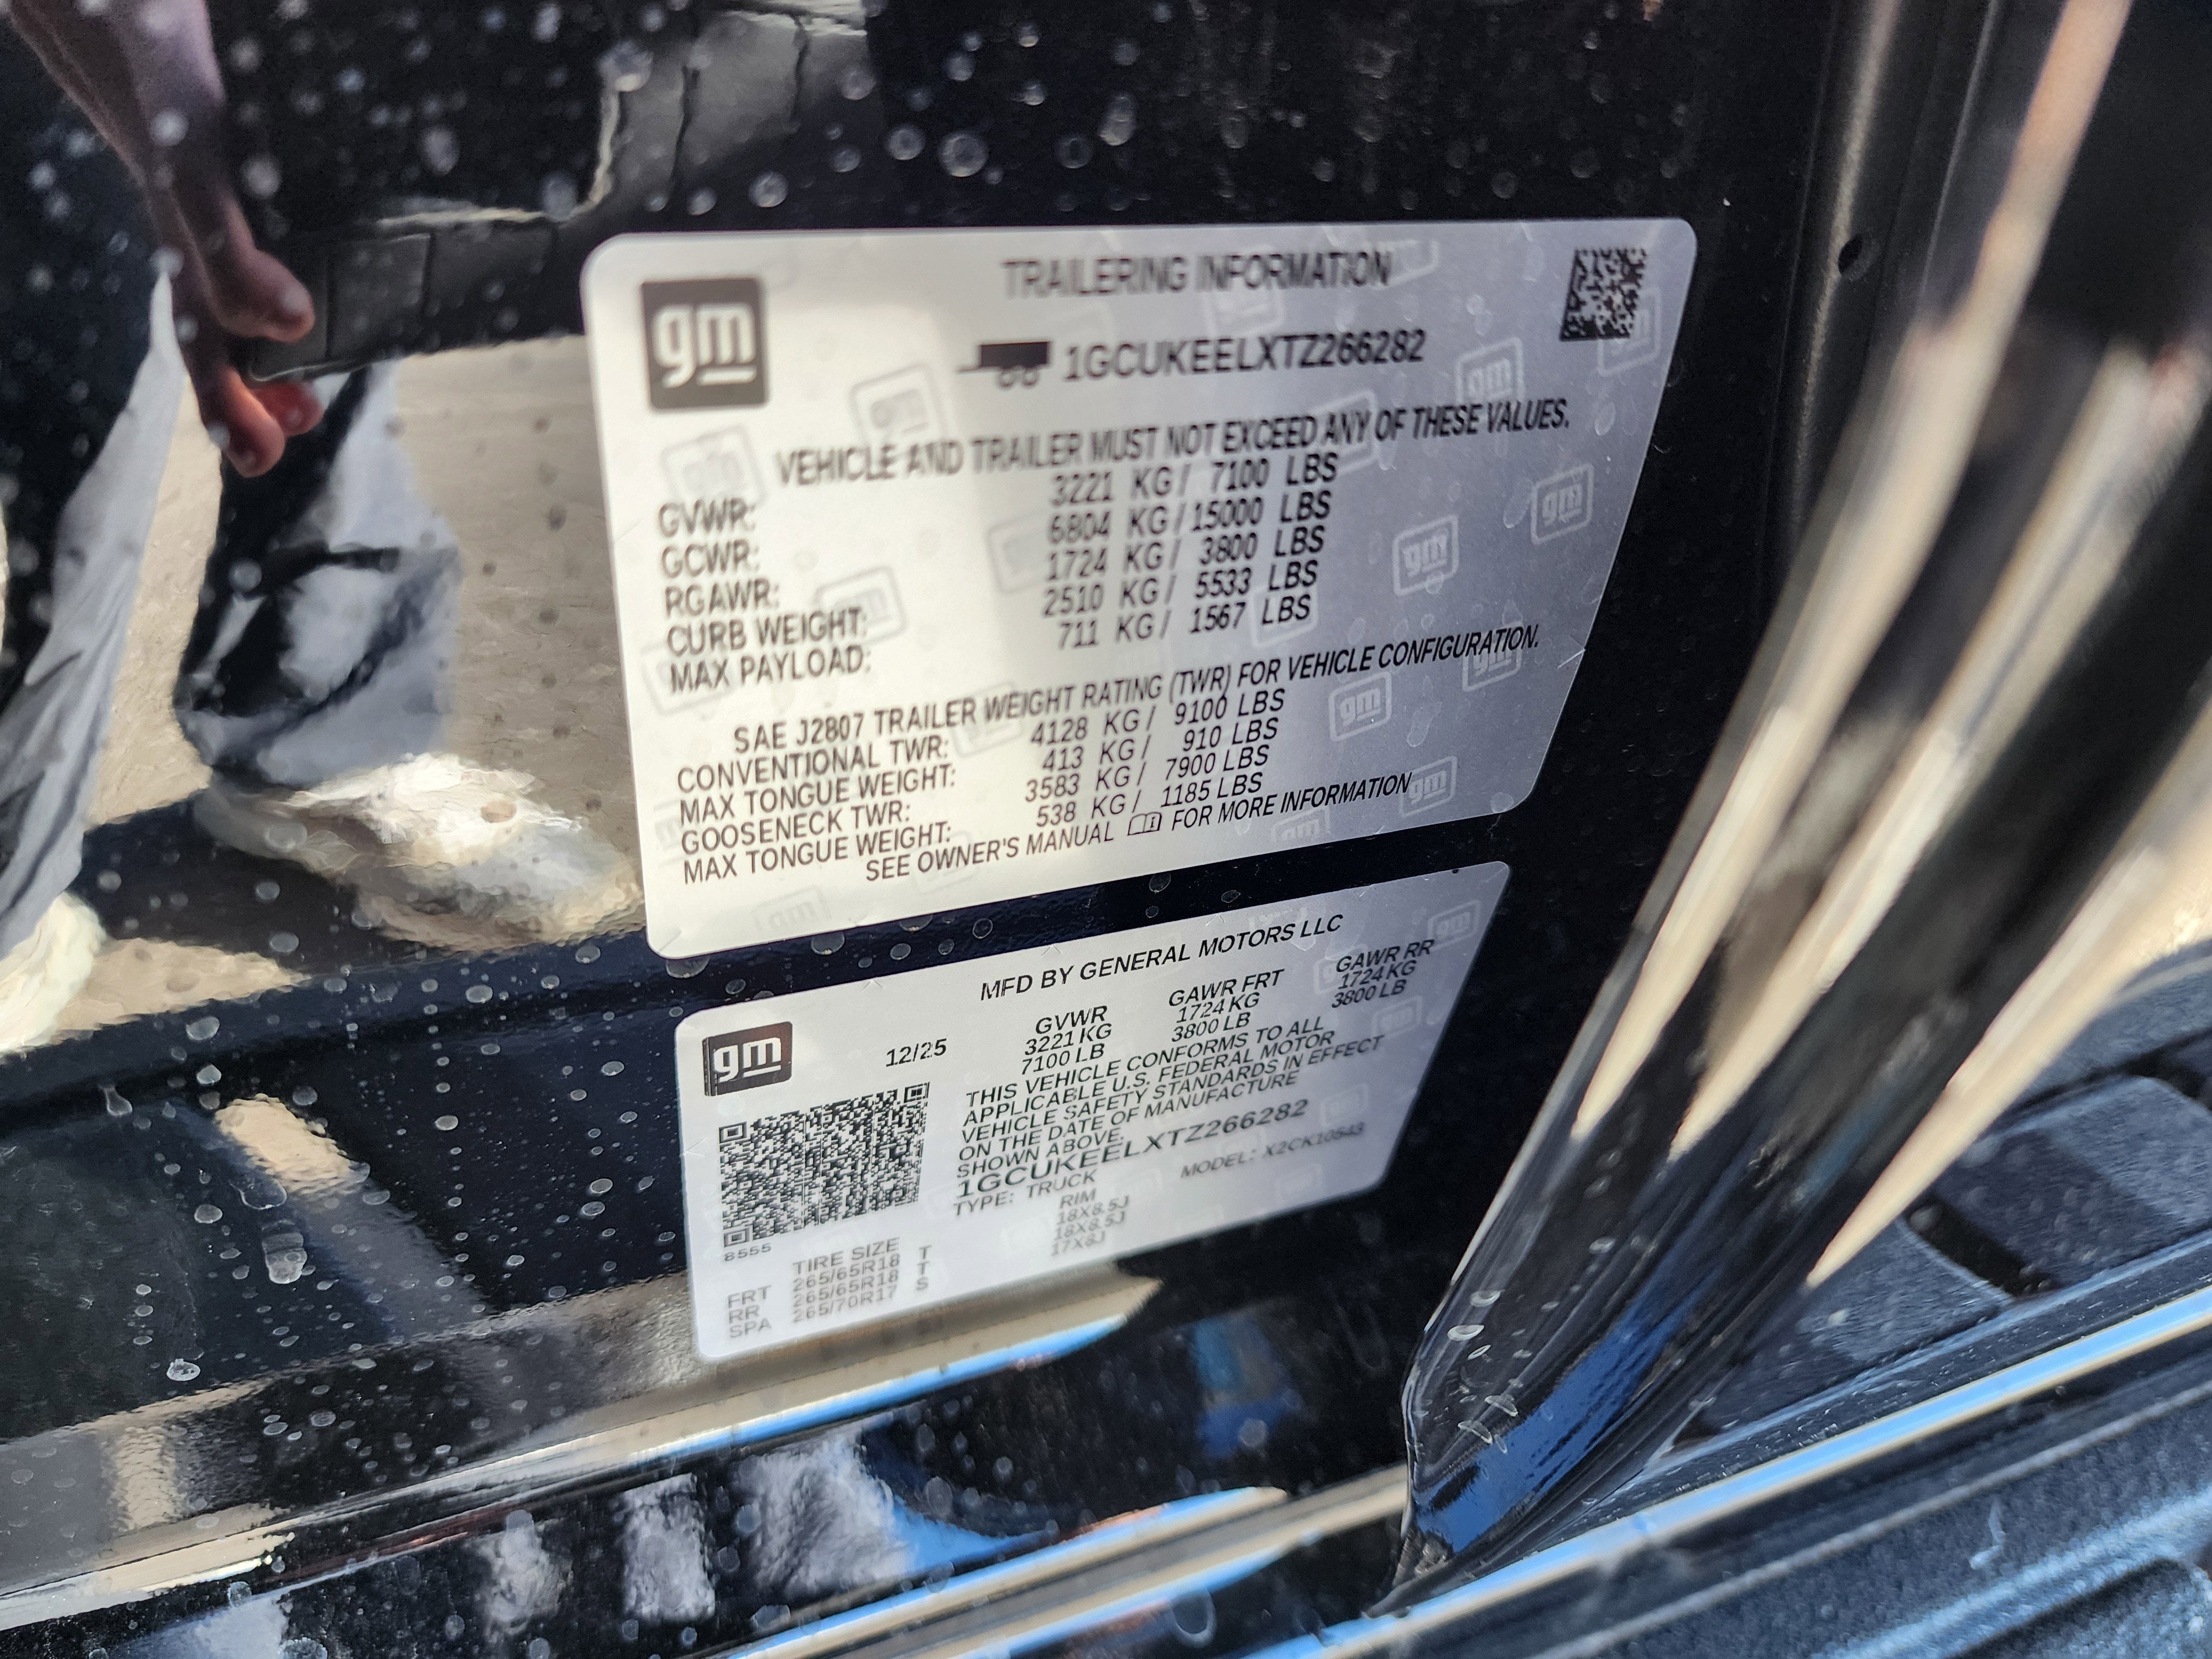 gm
TRAILERING INFORMATION
1GCUKEELXTZ266282
VEHICLE AND TRAILER MUST NOT EXCEED ANY OF THESE VALUES.
GVWR: 3221 KG / 7100 LBS
GCWR: 6804 KG / 15000 LBS
RGAWR: 1724 KG / 3800 LBS
CURB WEIGHT: 2510 KG / 5533 LBS
MAX PAYLOAD: 711 KG / 1567 LBS
SAE J2807 TRAILER WEIGHT RATING (TWR) FOR VEHICLE CONFIGURATION.
CONVENTIONAL TWR: 4128 KG / 9100 LBS
MAX TONGUE WEIGHT: 413 KG / 910 LBS
GOOSENECK TWR: 3583 KG / 7900 LBS
MAX TONGUE WEIGHT: 538 KG / 1185 LBS
SEE OWNER'S MANUAL FOR MORE INFORMATION
gm
MFD BY GENERAL MOTORS LLC
12/25
GVWR GAWR FRT GAWR RR
3221 KG 1724 KG 1724 KG
7100 LB 3800 LB 3800 LB
THIS VEHICLE CONFORMS TO ALL
APPLICABLE U.S. FEDERAL MOTOR
VEHICLE SAFETY STANDARDS IN EFFECT
ON THE DATE OF MANUFACTURE
SHOWN ABOVE.
1GCUKEELXTZ266282
TYPE: TRUCK MODEL: X2CK10543
8555
TIRE SIZE RIM
FRT 265/65R18 T 18X8.5J
RR 265/65R18 T 18X8.5J
SPA 265/70R17 S 17X8J